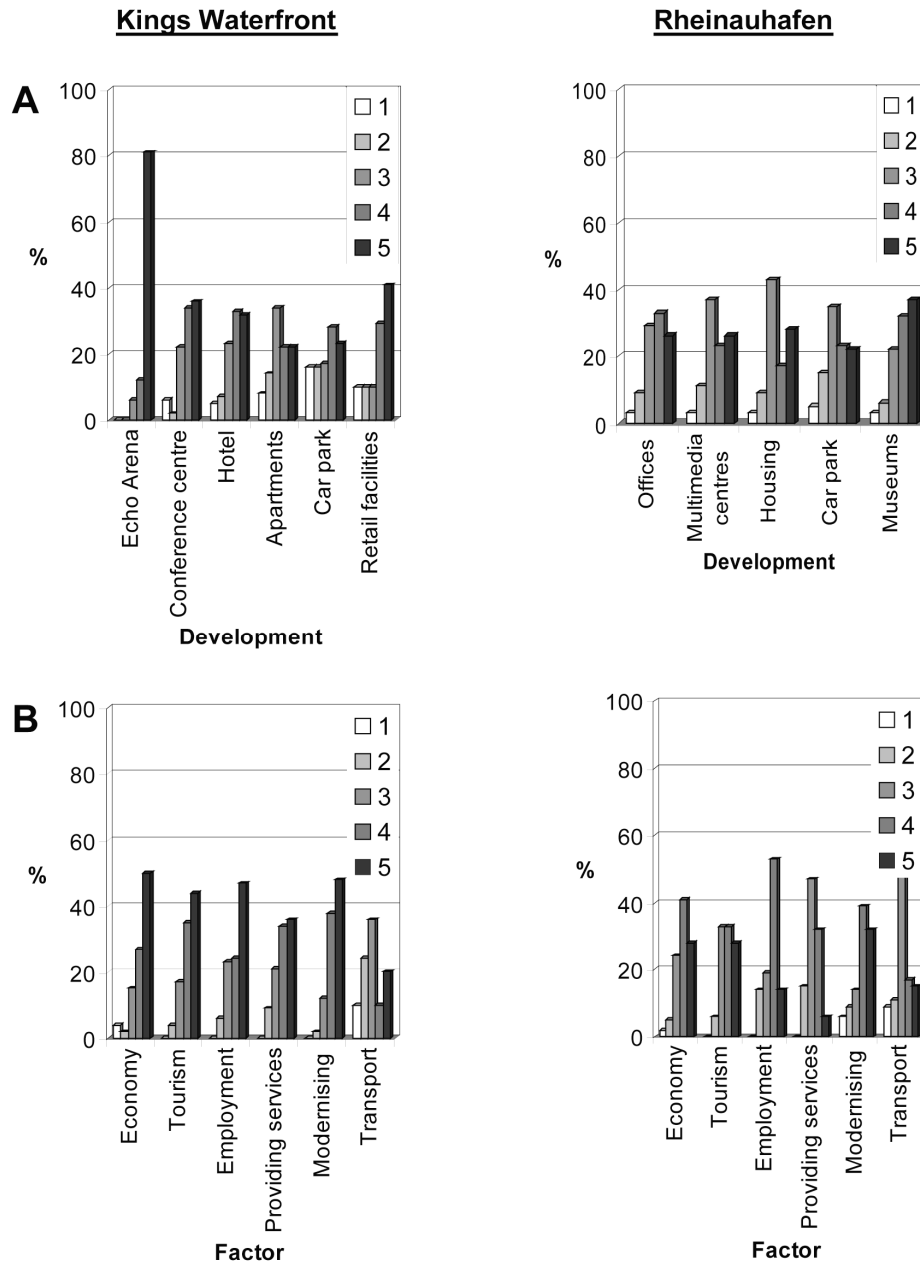 Kings Waterfront
Rheinauhafen
A
100
80
60
40
20
0
%
1
2
3
4
5
Echo Arena
Conference centre
Hotel
Apartments
Car park
Retail facilities
Development
100
80
60
40
20
0
%
1
2
3
4
5
Offices
Multimedia
centres
Housing
Car park
Museums
Development
B
100
80
60
40
20
0
%
1
2
3
4
5
Economy
Tourism
Employment
Providing services
Modernising
Transport
Factor
100
80
60
40
20
0
%
1
2
3
4
5
Economy
Tourism
Employment
Providing services
Modernising
Transport
Factor